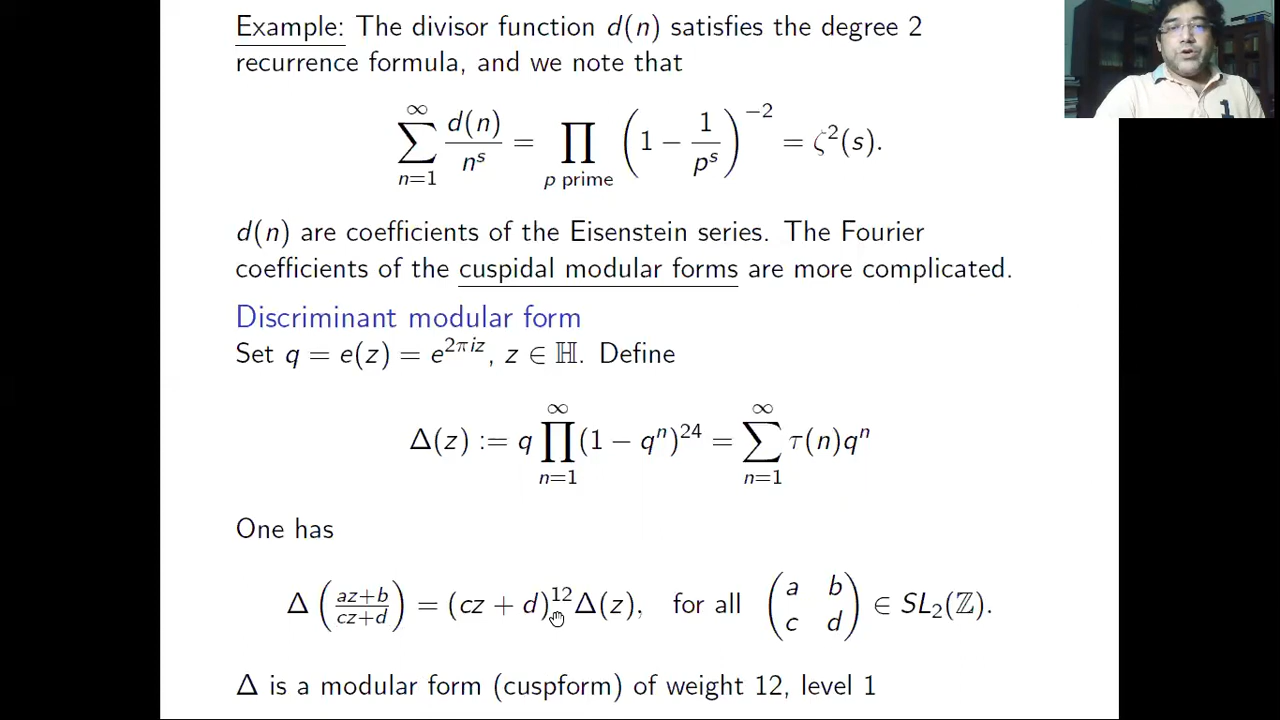 Example: The divisor function d(n) satisfies the degree 2
recurrence formula, and we note that
∑_{n=1}^{∞} d(n)/n^s = ∏_{p prime} (1 − 1/p^s)^{−2} = ζ²(s).
d(n) are coefficients of the Eisenstein series. The Fourier
coefficients of the cuspidal modular forms are more complicated.
Discriminant modular form
Set q = e(z) = e^{2πiz}, z ∈ ℍ. Define
Δ(z) := q ∏_{n=1}^{∞} (1 − q^n)^{24} = ∑_{n=1}^{∞} τ(n)q^n
One has
Δ((az+b)/(cz+d)) = (cz + d)^{12}Δ(z), for all (a b; c d) ∈ SL₂(ℤ).
Δ is a modular form (cuspform) of weight 12, level 1